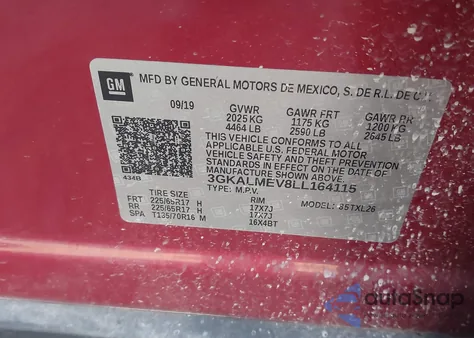 GM
MFD BY GENERAL MOTORS DE MEXICO, S. DE R.L. DE C.
09/19 GVWR GAWR FRT GAWR RR
2025 KG 1175 KG 1200 KG
4464 LB 2590 LB 2645 LB
THIS VEHICLE CONFORMS TO ALL
APPLICABLE U.S. FEDERAL MOTOR
VEHICLE SAFETY AND THEFT PREVENTION
STANDARDS IN EFFECT ON THE DATE OF
MANUFACTURE SHOWN ABOVE.
3GKALMEV8LL164115
434B
TYPE: M.P.V. MODEL:
TIRE SIZE RIM
FRT 225/65R17 H 17X7J
RR 225/65R17 H 17X7J
SPA T135/70R16 M 16X4BT
autoSnap